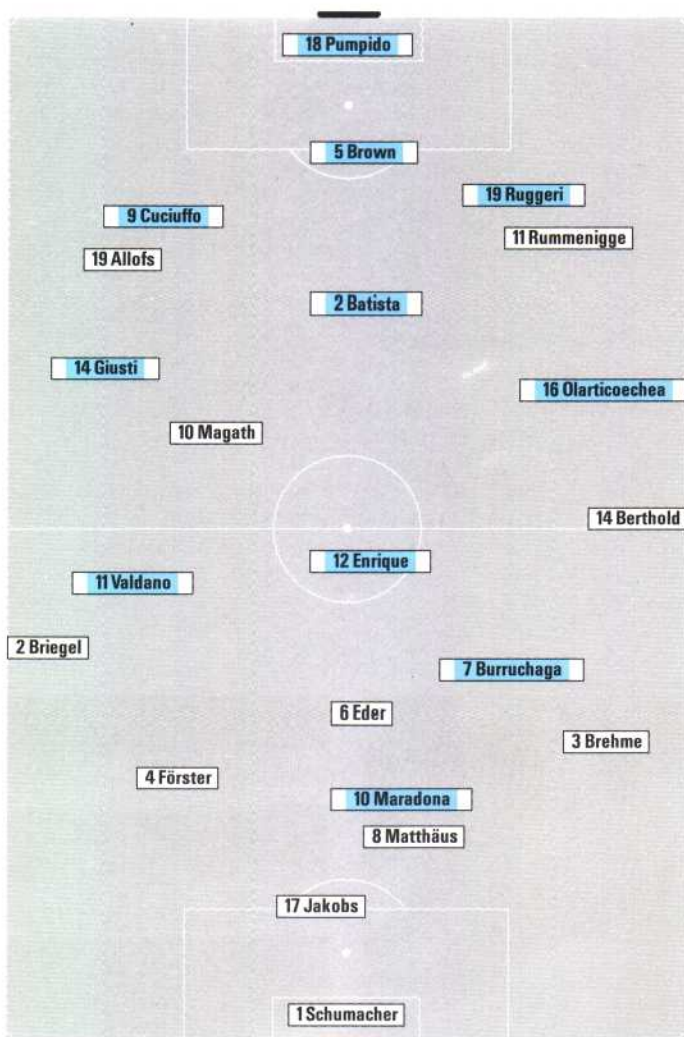 18 Pumpido
5 Brown
19 Ruggeri
9 Cuciuffo
11 Rummenigge
19 Allofs
2 Batista
14 Giusti
16 Olarticoechea
10 Magath
14 Berthold
12 Enrique
11 Valdano
2 Briegel
7 Burruchaga
6 Eder
3 Brehme
4 Förster
10 Maradona
8 Matthäus
17 Jakobs
1 Schumacher